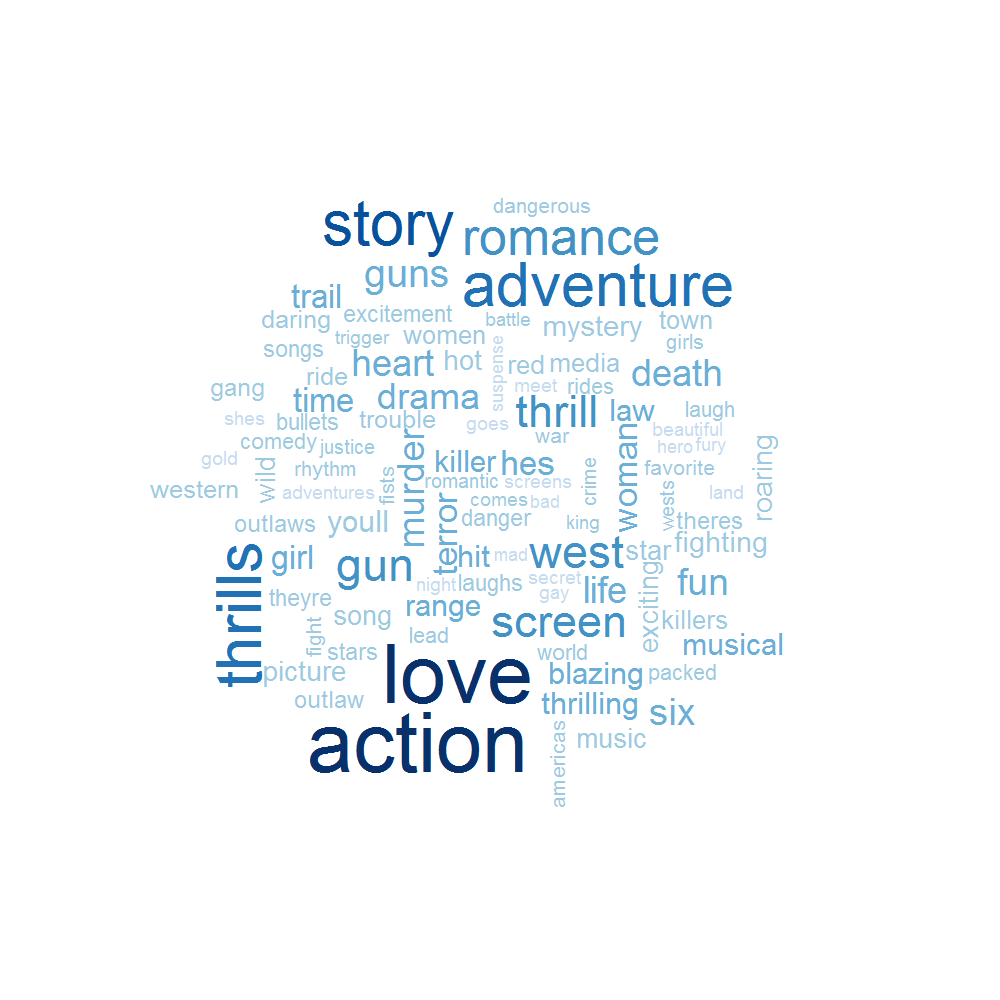 dangerous
story
romance
guns
adventure
trail
excitement
daring
battle
mystery
town
trigger
women
girls
songs
heart
hot
suspense
red
media
death
gang
ride
meet
rides
time
drama
thrill
law
laugh
shes
bullets
trouble
goes
beautiful
war
comedy
justice
murder
woman
hero
fury
roaring
gold
wild
rhythm
killer
hes
crime
favorite
western
adventures
fists
romantic
screens
wests
land
comes
bad
outlaws
youll
terror
danger
king
theres
thrills
girl
gun
hit
mad
west
star
fighting
night
laughs
secret
life
exciting
fun
theyre
gay
range
song
fight
lead
screen
killers
stars
world
musical
picture
love
blazing
packed
outlaw
thrilling
six
action
americas
music